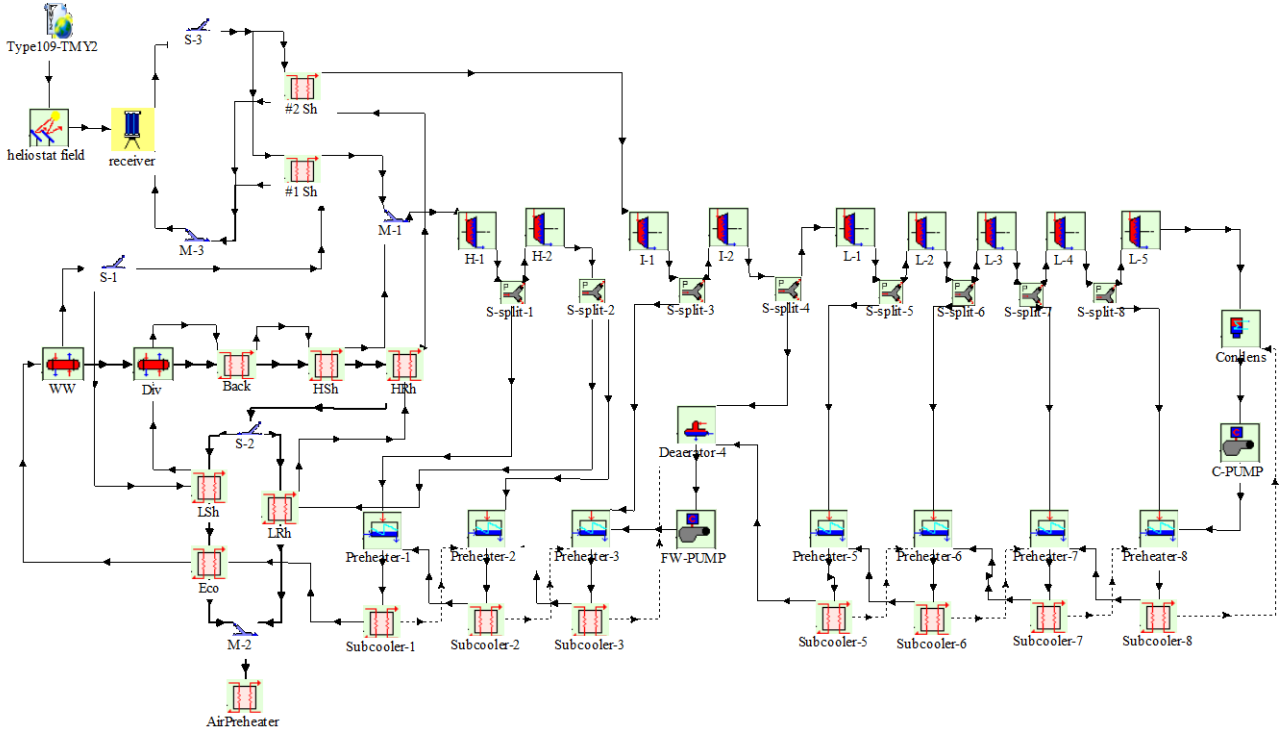 Type109-TMY2
S-3
#2 Sh
heliostat field
receiver
#1 Sh
M-3
M-1
S-1
H-1
H-2
I-1
I-2
L-1
L-2
L-3
L-4
L-5
S-split-1
S-split-2
S-split-3
S-split-4
S-split-5
S-split-6
S-split-7
S-split-8
P
P
P
P
P
P
P
Condens
WW
Div
Back
HSh
HRh
S-2
Deaerator-4
C-PUMP
LSh
LRh
Preheater-1
Preheater-2
Preheater-3
FW-PUMP
Preheater-5
Preheater-6
Preheater-7
Preheater-8
Eco
M-2
Subcooler-1
Subcooler-2
Subcooler-3
Subcooler-5
Subcooler-6
Subcooler-7
Subcooler-8
AirPreheater